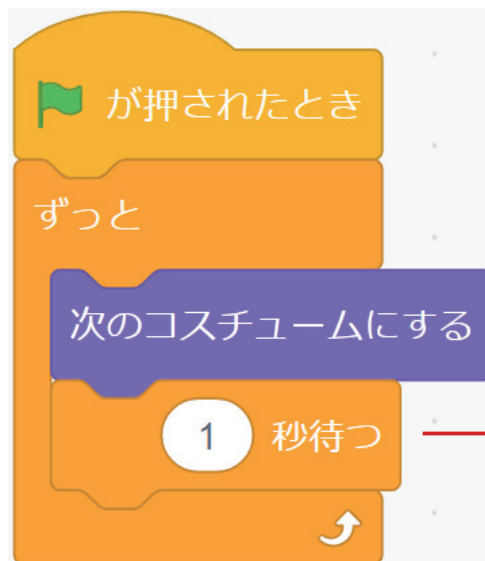 が押されたとき
ずっと
次のコスチュームにする
1 秒待つ